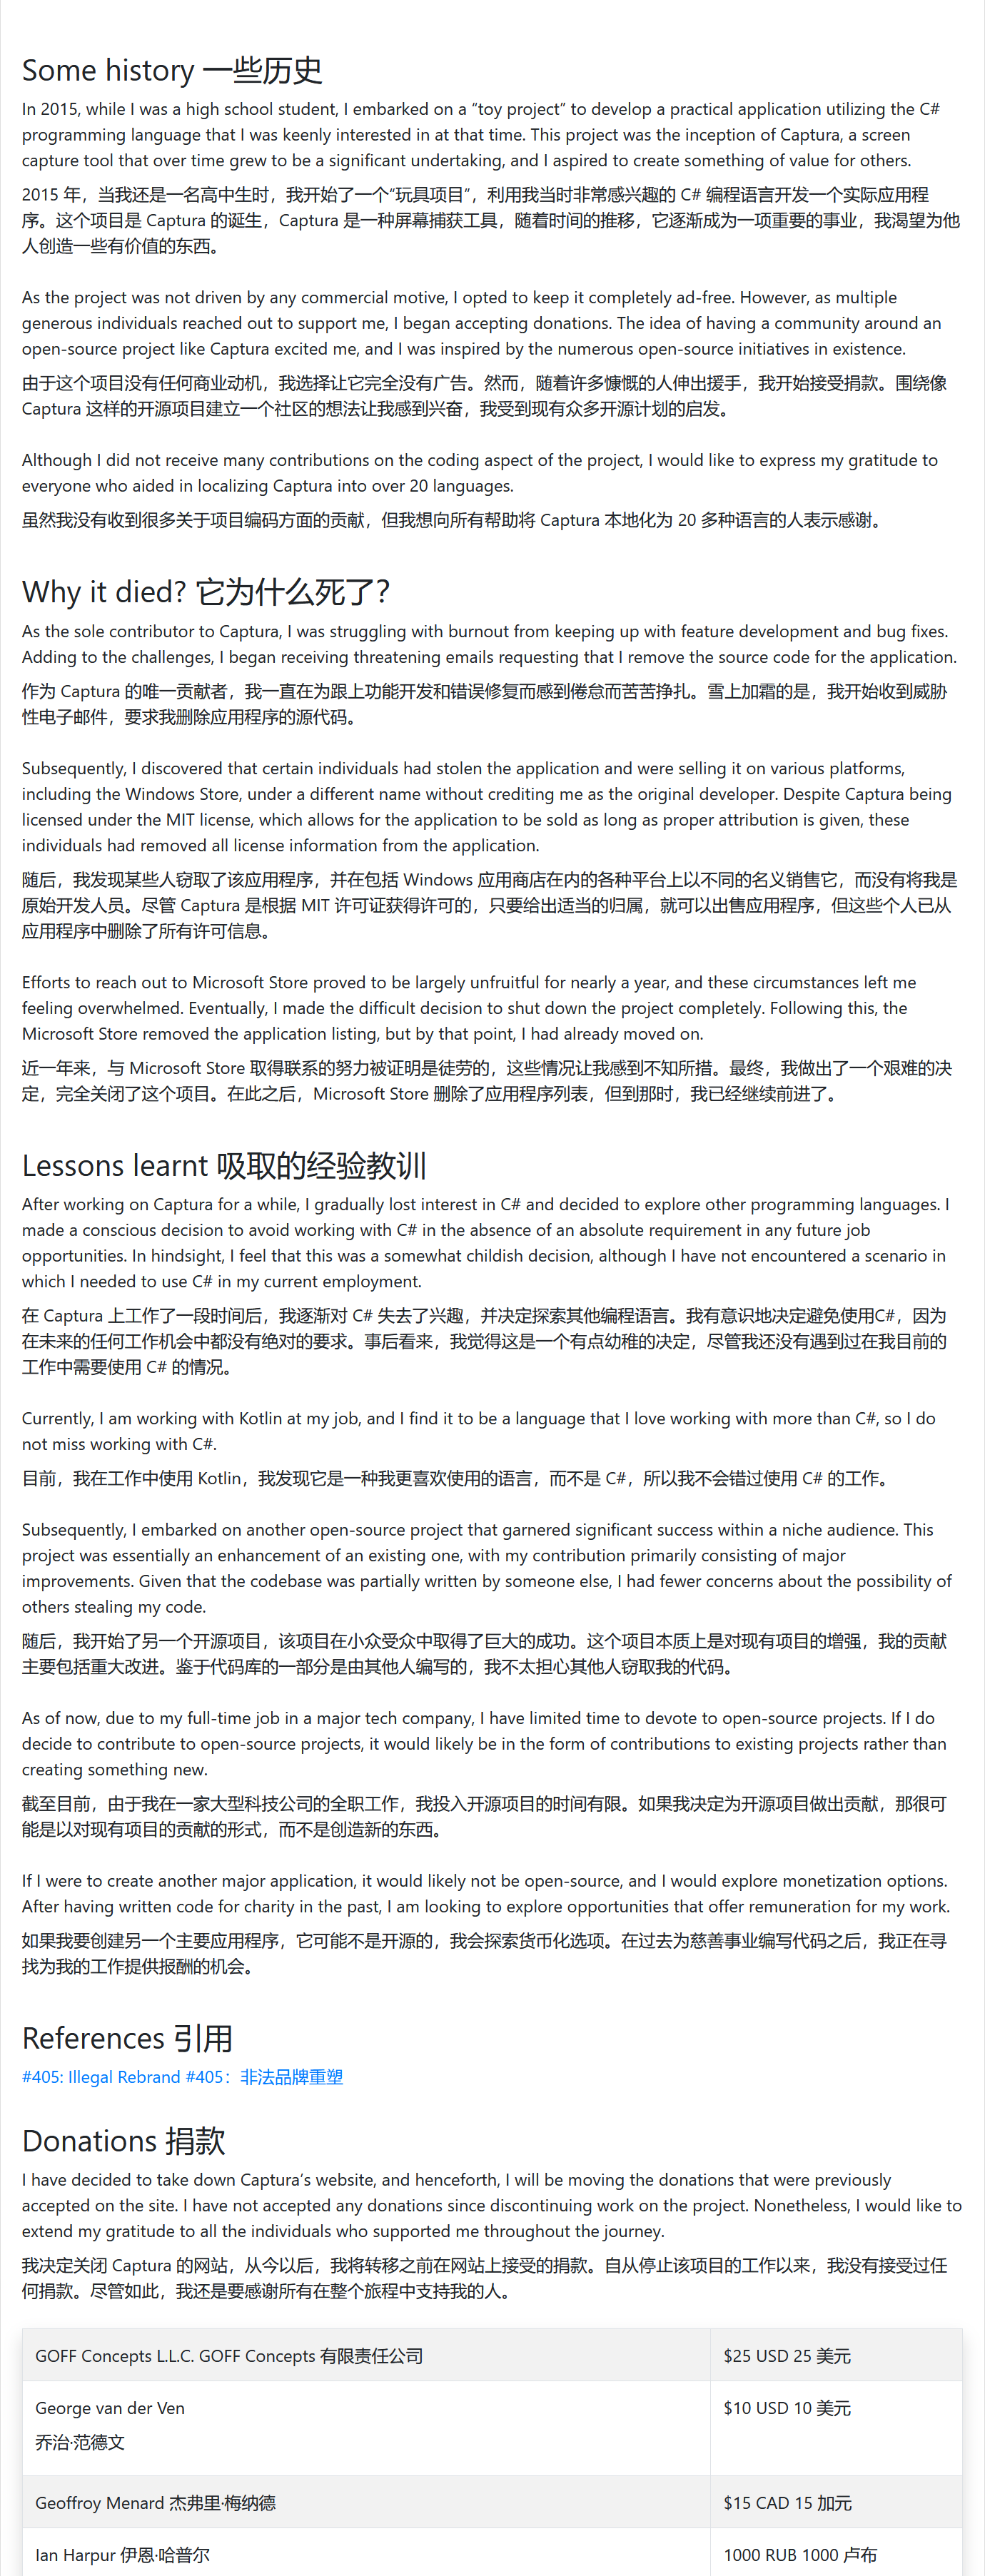 Some history 一些历史
In 2015, while I was a high school student, I embarked on a “toy project” to develop a practical application utilizing the C#
programming language that I was keenly interested in at that time. This project was the inception of Captura, a screen
capture tool that over time grew to be a significant undertaking, and I aspired to create something of value for others.
2015 年，当我还是一名高中生时，我开始了一个“玩具项目”，利用我当时非常感兴趣的 C# 编程语言开发一个实际应用程
序。这个项目是 Captura 的诞生，Captura 是一种屏幕捕获工具，随着时间的推移，它逐渐成为一项重要的事业，我渴望为他
人创造一些有价值的东西。
As the project was not driven by any commercial motive, I opted to keep it completely ad-free. However, as multiple
generous individuals reached out to support me, I began accepting donations. The idea of having a community around an
open-source project like Captura excited me, and I was inspired by the numerous open-source initiatives in existence.
由于这个项目没有任何商业动机，我选择让它完全没有广告。然而，随着许多慷慨的人伸出援手，我开始接受捐款。围绕像
Captura 这样的开源项目建立一个社区的想法让我感到兴奋，我受到现有众多开源计划的启发。
Although I did not receive many contributions on the coding aspect of the project, I would like to express my gratitude to
everyone who aided in localizing Captura into over 20 languages.
虽然我没有收到很多关于项目编码方面的贡献，但我想向所有帮助将 Captura 本地化为 20 多种语言的人表示感谢。
Why it died? 它为什么死了？
As the sole contributor to Captura, I was struggling with burnout from keeping up with feature development and bug fixes.
Adding to the challenges, I began receiving threatening emails requesting that I remove the source code for the application.
作为 Captura 的唯一贡献者，我一直在为跟上功能开发和错误修复而感到倦怠而苦苦挣扎。雪上加霜的是，我开始收到威胁
性电子邮件，要求我删除应用程序的源代码。
Subsequently, I discovered that certain individuals had stolen the application and were selling it on various platforms,
including the Windows Store, under a different name without crediting me as the original developer. Despite Captura being
licensed under the MIT license, which allows for the application to be sold as long as proper attribution is given, these
individuals had removed all license information from the application.
随后，我发现某些人窃取了该应用程序，并在包括 Windows 应用商店在内的各种平台上以不同的名义销售它，而没有将我是
原始开发人员。尽管 Captura 是根据 MIT 许可证获得许可的，只要给出适当的归属，就可以出售应用程序，但这些个人已从
应用程序中删除了所有许可信息。
Efforts to reach out to Microsoft Store proved to be largely unfruitful for nearly a year, and these circumstances left me
feeling overwhelmed. Eventually, I made the difficult decision to shut down the project completely. Following this, the
Microsoft Store removed the application listing, but by that point, I had already moved on.
近一年来，与 Microsoft Store 取得联系的努力被证明是徒劳的，这些情况让我感到不知所措。最终，我做出了一个艰难的决
定，完全关闭了这个项目。在此之后，Microsoft Store 删除了应用程序列表，但到那时，我已经继续前进了。
Lessons learnt 吸取的经验教训
After working on Captura for a while, I gradually lost interest in C# and decided to explore other programming languages. I
made a conscious decision to avoid working with C# in the absence of an absolute requirement in any future job
opportunities. In hindsight, I feel that this was a somewhat childish decision, although I have not encountered a scenario in
which I needed to use C# in my current employment.
在 Captura 上工作了一段时间后，我逐渐对 C# 失去了兴趣，并决定探索其他编程语言。我有意识地决定避免使用C#，因为
在未来的任何工作机会中都没有绝对的要求。事后看来，我觉得这是一个有点幼稚的决定，尽管我还没有遇到过在我目前的
工作中需要使用 C# 的情况。
Currently, I am working with Kotlin at my job, and I find it to be a language that I love working with more than C#, so I do
not miss working with C#.
目前，我在工作中使用 Kotlin，我发现它是一种我更喜欢使用的语言，而不是 C#，所以我不会错过使用 C# 的工作。
Subsequently, I embarked on another open-source project that garnered significant success within a niche audience. This
project was essentially an enhancement of an existing one, with my contribution primarily consisting of major
improvements. Given that the codebase was partially written by someone else, I had fewer concerns about the possibility of
others stealing my code.
随后，我开始了另一个开源项目，该项目在小众受众中取得了巨大的成功。这个项目本质上是对现有项目的增强，我的贡献
主要包括重大改进。鉴于代码库的一部分是由其他人编写的，我不太担心其他人窃取我的代码。
As of now, due to my full-time job in a major tech company, I have limited time to devote to open-source projects. If I do
decide to contribute to open-source projects, it would likely be in the form of contributions to existing projects rather than
creating something new.
截至目前，由于我在一家大型科技公司的全职工作，我投入开源项目的时间有限。如果我决定为开源项目做出贡献，那很可
能是以对现有项目的贡献的形式，而不是创造新的东西。
If I were to create another major application, it would likely not be open-source, and I would explore monetization options.
After having written code for charity in the past, I am looking to explore opportunities that offer remuneration for my work.
如果我要创建另一个主要应用程序，它可能不是开源的，我会探索货币化选项。在过去为慈善事业编写代码之后，我正在寻
找为我的工作提供报酬的机会。
References 引用
#405: Illegal Rebrand #405：非法品牌重塑
Donations 捐款
I have decided to take down Captura’s website, and henceforth, I will be moving the donations that were previously
accepted on the site. I have not accepted any donations since discontinuing work on the project. Nonetheless, I would like to
extend my gratitude to all the individuals who supported me throughout the journey.
我决定关闭 Captura 的网站，从今以后，我将转移之前在网站上接受的捐款。自从停止该项目的工作以来，我没有接受过任
何捐款。尽管如此，我还是要感谢所有在整个旅程中支持我的人。
GOFF Concepts L.L.C. GOFF Concepts 有限责任公司 $25 USD 25 美元
George van der Ven $10 USD 10 美元
乔治·范德文
Geoffroy Menard 杰弗里·梅纳德 $15 CAD 15 加元
Ian Harpur 伊恩·哈普尔 1000 RUB 1000 卢布